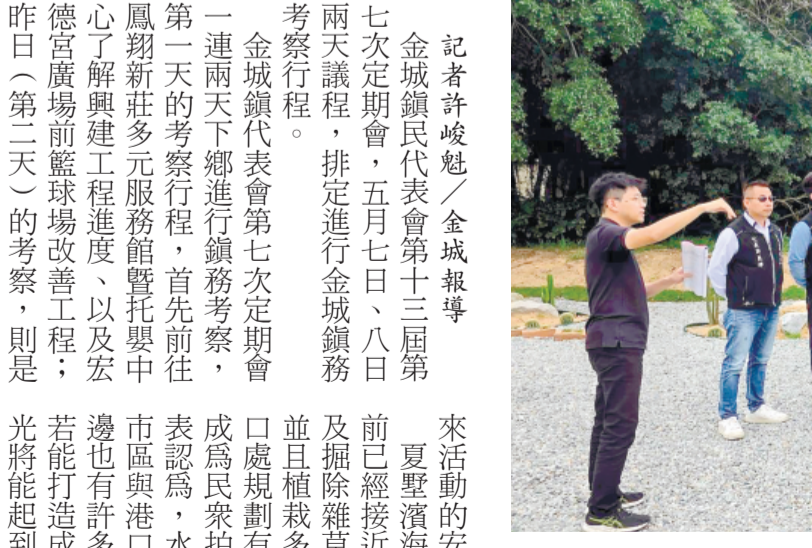 記者許峻魁／金城報導
金城鎮民代表會第十三屆第
七次定期會，五月七日、八日
兩天議程，排定進行金城鎮務
考察行程。
金城鎮代表會第七次定期會
一連兩天下鄉進行鎮務考察，
第一天的考察行程，首先前往
鳳翔新莊多元服務館暨托嬰中
心了解興建工程進度、以及宏
德宮廣場前籃球場改善工程；
昨日（第二天）的考察，則是
來活動的安
夏墅濱海
前已經接近
及掘除雜草
並且植栽多
口處規劃有
成為民眾拍
表認為，水
市區與港口
邊也有許多
若能打造成
光將能起到